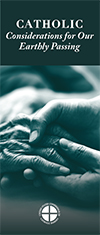 CATHOLIC
Considerations for Our
Earthly Passing